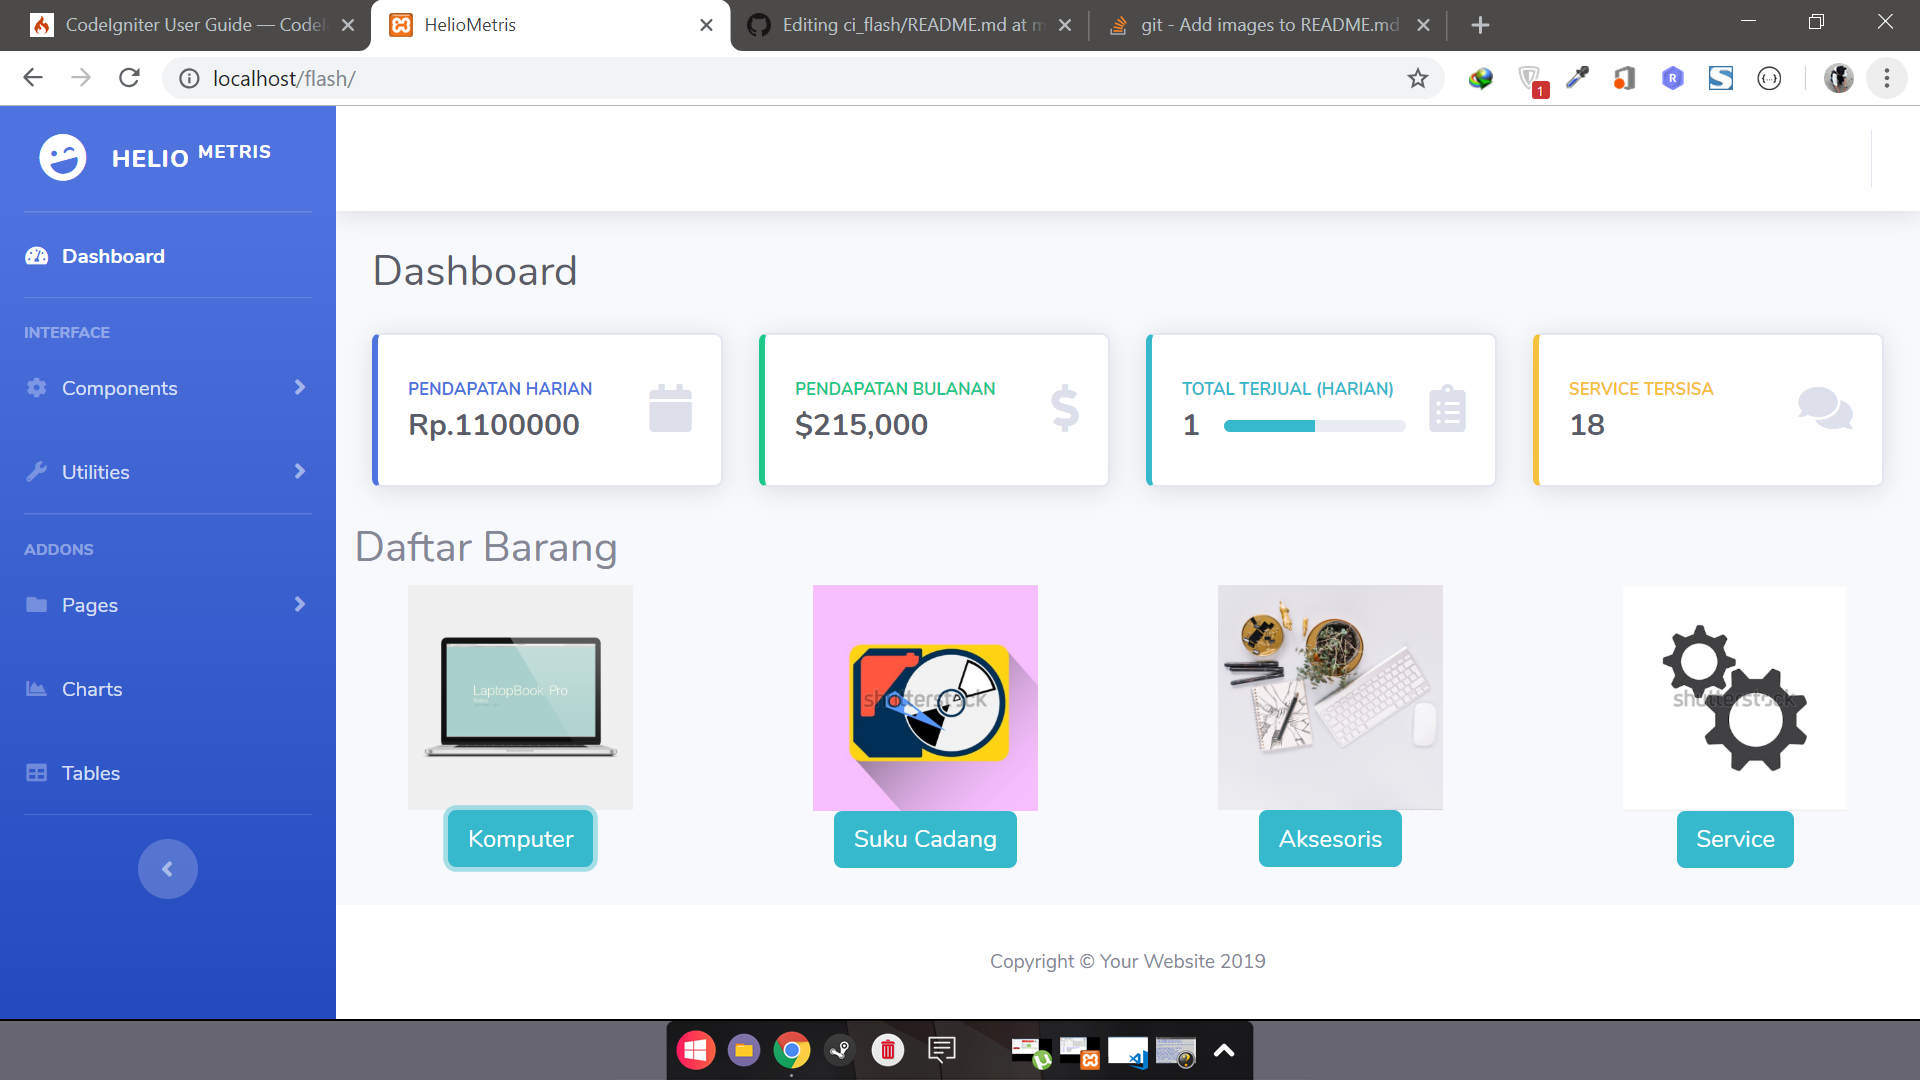 CodeIgniter User Guide — CodeI
HelioMetris
Editing ci_flash/README.md at m
git - Add images to README.md
localhost/flash/
1
HELIO METRIS
Dashboard
INTERFACE
Components
Utilities
ADDONS
Pages
Charts
Tables
Dashboard
PENDAPATAN HARIAN
Rp.1100000
PENDAPATAN BULANAN
$215,000
TOTAL TERJUAL (HARIAN)
1
SERVICE TERSISA
18
Daftar Barang
LaptopBook Pro
shutterstock
shutterstock
Komputer
Suku Cadang
Aksesoris
Service
Copyright © Your Website 2019